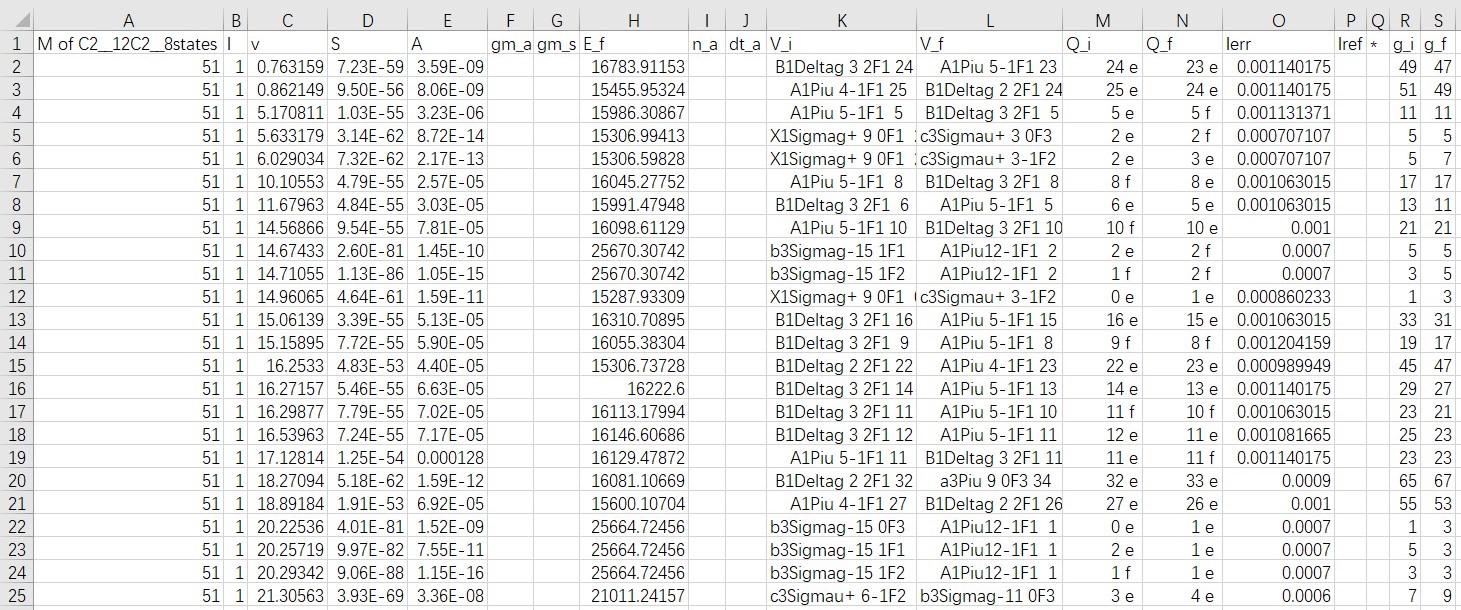 A B C D E F G H I J K L M N O P Q R S
1 M of C2__12C2__8states I v S A gm_a gm_s E_f n_a dt_a V_i V_f Q_i Q_f Ierr Iref * g_i g_f
2 51 1 0.763159 7.23E-59 3.59E-09 16783.91153 B1Deltag 3 2F1 24 A1Piu 5-1F1 23 24 e 23 e 0.001140175 49 47
3 51 1 0.862149 9.50E-56 8.06E-09 15455.95324 A1Piu 4-1F1 25 B1Deltag 2 2F1 24 25 e 24 e 0.001140175 51 49
4 51 1 5.170811 1.03E-55 3.23E-06 15986.30867 A1Piu 5-1F1 5 B1Deltag 3 2F1 5 5 e 5 f 0.001131371 11 11
5 51 1 5.633179 3.14E-62 8.72E-14 15306.99413 X1Sigmag+ 9 0F1 c3Sigmau+ 3 0F3 2 e 2 f 0.000707107 5 5
6 51 1 6.029034 7.32E-62 2.17E-13 15306.59828 X1Sigmag+ 9 0F1 c3Sigmau+ 3-1F2 2 e 3 e 0.000707107 5 7
7 51 1 10.10553 4.79E-55 2.57E-05 16045.27752 A1Piu 5-1F1 8 B1Deltag 3 2F1 8 8 f 8 e 0.001063015 17 17
8 51 1 11.67963 4.84E-55 3.03E-05 15991.47948 B1Deltag 3 2F1 6 A1Piu 5-1F1 5 6 e 5 e 0.001063015 13 11
9 51 1 14.56866 9.54E-55 7.81E-05 16098.61129 A1Piu 5-1F1 10 B1Deltag 3 2F1 10 10 f 10 e 0.001 21 21
10 51 1 14.67433 2.60E-81 1.45E-10 25670.30742 b3Sigmag-15 1F1 A1Piu12-1F1 2 2 e 2 f 0.0007 5 5
11 51 1 14.71055 1.13E-86 1.05E-15 25670.30742 b3Sigmag-15 1F2 A1Piu12-1F1 2 1 f 2 f 0.0007 3 5
12 51 1 14.96065 4.64E-61 1.59E-11 15287.93309 X1Sigmag+ 9 0F1 c3Sigmau+ 3-1F2 0 e 1 e 0.000860233 1 3
13 51 1 15.06139 3.39E-55 5.13E-05 16310.70895 B1Deltag 3 2F1 16 A1Piu 5-1F1 15 16 e 15 e 0.001063015 33 31
14 51 1 15.15895 7.72E-55 5.90E-05 16055.38304 B1Deltag 3 2F1 9 A1Piu 5-1F1 8 9 f 8 f 0.001204159 19 17
15 51 1 16.2533 4.83E-53 4.40E-05 15306.73728 B1Deltag 2 2F1 22 A1Piu 4-1F1 23 22 e 23 e 0.000989949 45 47
16 51 1 16.27157 5.46E-55 6.63E-05 16222.6 B1Deltag 3 2F1 14 A1Piu 5-1F1 13 14 e 13 e 0.001140175 29 27
17 51 1 16.29877 7.79E-55 7.02E-05 16113.17994 B1Deltag 3 2F1 11 A1Piu 5-1F1 10 11 f 10 f 0.001063015 23 21
18 51 1 16.53963 7.24E-55 7.17E-05 16146.60686 B1Deltag 3 2F1 12 A1Piu 5-1F1 11 12 e 11 e 0.001081665 25 23
19 51 1 17.12814 1.25E-54 0.000128 16129.47872 A1Piu 5-1F1 11 B1Deltag 3 2F1 11 11 e 11 f 0.001140175 23 23
20 51 1 18.27094 5.18E-62 1.59E-12 16081.10669 B1Deltag 2 2F1 32 a3Piu 9 0F3 34 32 e 33 e 0.0009 65 67
21 51 1 18.89184 1.91E-53 6.92E-05 15600.10704 A1Piu 4-1F1 27 B1Deltag 2 2F1 26 27 e 26 e 0.001 55 53
22 51 1 20.22536 4.01E-81 1.52E-09 25664.72456 b3Sigmag-15 0F3 A1Piu12-1F1 1 0 e 1 e 0.0007 1 3
23 51 1 20.25719 9.97E-82 7.55E-11 25664.72456 b3Sigmag-15 1F1 A1Piu12-1F1 1 2 e 1 e 0.0007 5 3
24 51 1 20.29342 9.06E-88 1.15E-16 25664.72456 b3Sigmag-15 1F2 A1Piu12-1F1 1 1 f 1 e 0.0007 3 3
25 51 1 21.30563 3.93E-69 3.36E-08 21011.24157 c3Sigmau+ 6-1F2 b3Sigmag-11 0F3 3 e 4 e 0.0006 7 9